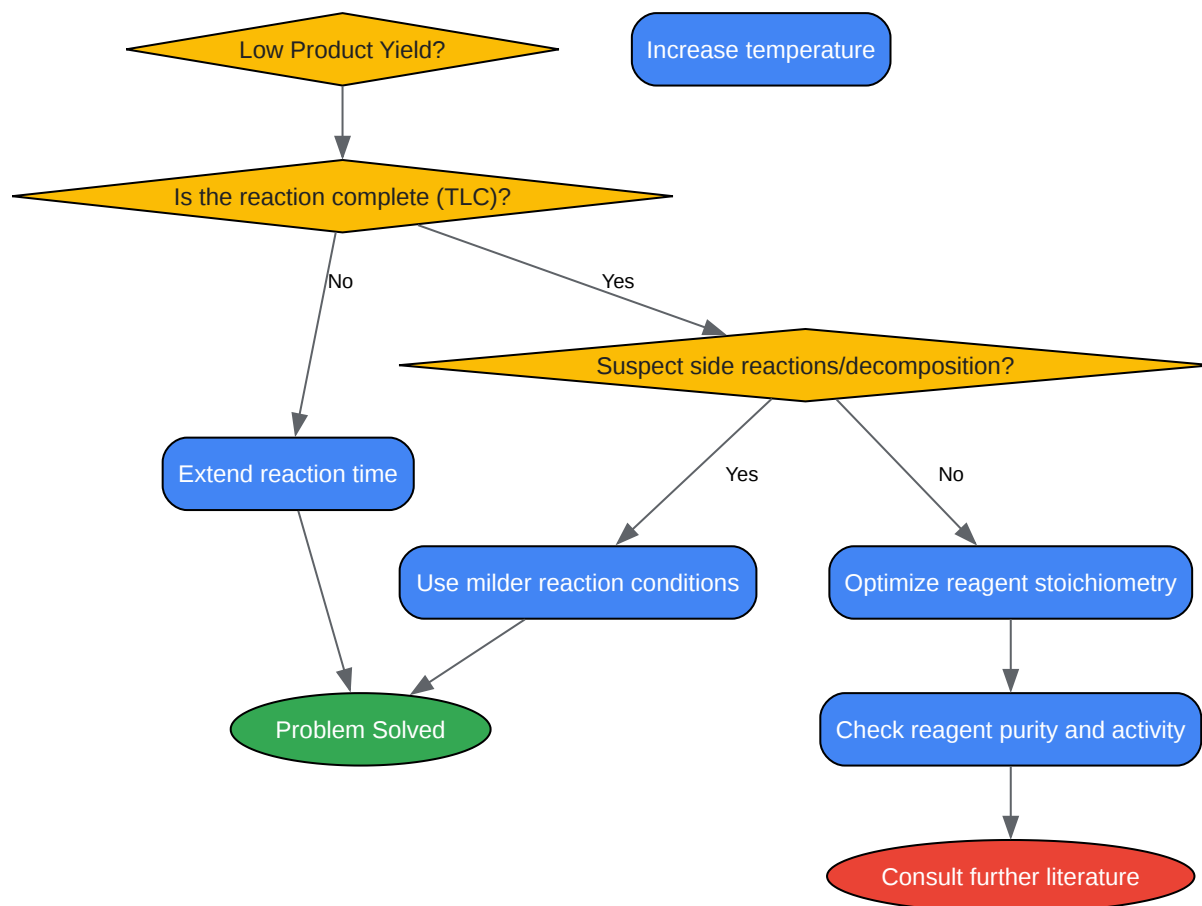 Low Product Yield?
Increase temperature
Is the reaction complete (TLC)?
No
Yes
Suspect side reactions/decomposition?
Extend reaction time
Yes
No
Use milder reaction conditions
Optimize reagent stoichiometry
Problem Solved
Check reagent purity and activity
Consult further literature